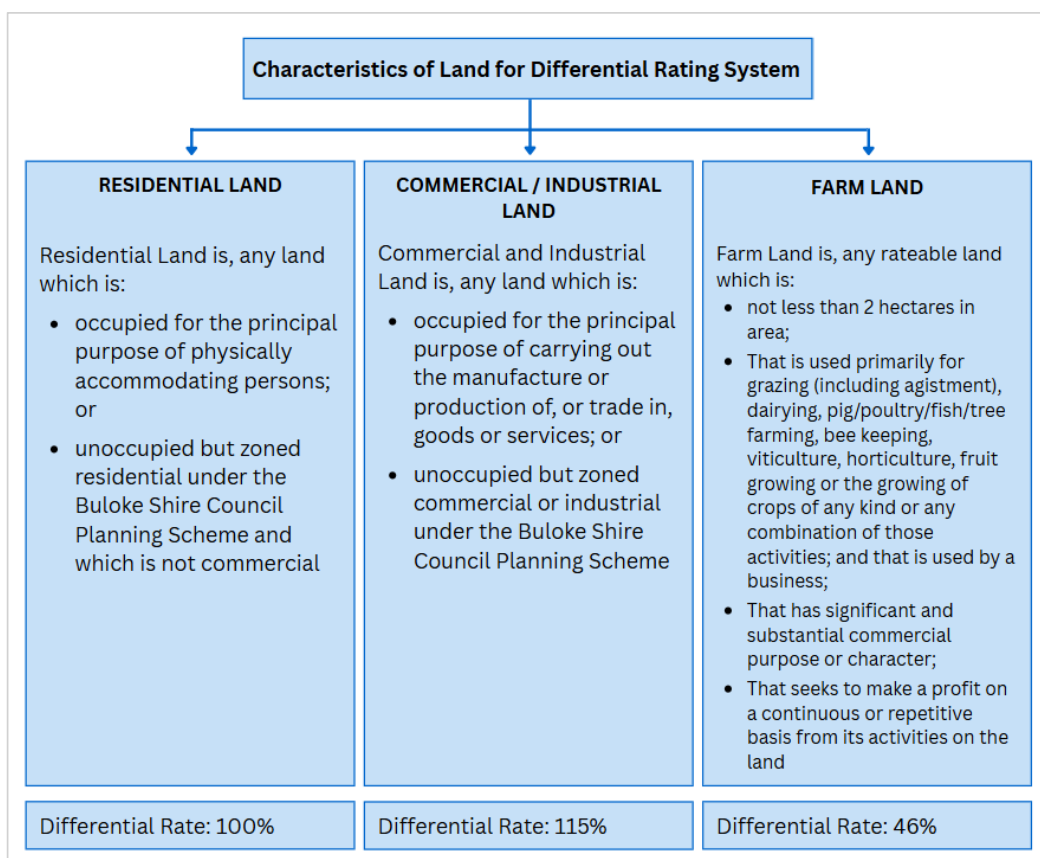 Characteristics of Land for Differential Rating System
RESIDENTIAL LAND
Residential Land is, any land
which is:
• occupied for the principal
purpose of physically
accommodating persons;
or
• unoccupied but zoned
residential under the
Buloke Shire Council
Planning Scheme and
which is not commercial
Differential Rate: 100%
COMMERCIAL / INDUSTRIAL
LAND
Commercial and Industrial
Land is, any land which is:
• occupied for the principal
purpose of carrying out
the manufacture or
production of, or trade in,
goods or services; or
• unoccupied but zoned
commercial or industrial
under the Buloke Shire
Council Planning Scheme
Differential Rate: 115%
FARM LAND
Farm Land is, any rateable land
which is:
• not less than 2 hectares in
area;
• That is used primarily for
grazing (including agistment),
dairying, pig/poultry/fish/tree
farming, bee keeping,
viticulture, horticulture, fruit
growing or the growing of
crops of any kind or any
combination of those
activities; and that is used by a
business;
• That has significant and
substantial commercial
purpose or character;
• That seeks to make a profit on
a continuous or repetitive
basis from its activities on the
land
Differential Rate: 46%